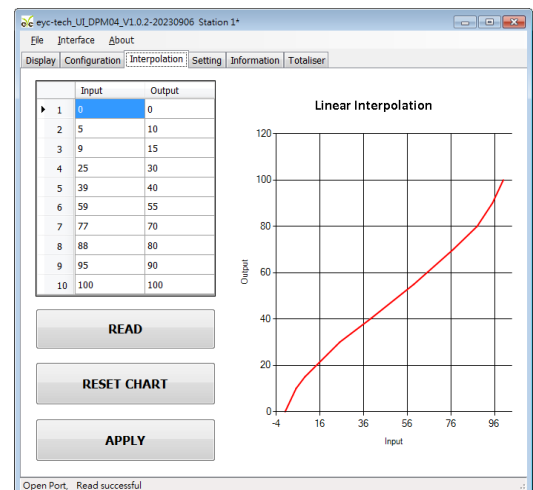 eyc-tech_UI_DPM04_V1.0.2-20230906 Station 1*
File Interface About
Display Configuration Interpolation Setting Information Totaliser
Input Output
1 0 0
2 5 10
3 9 15
4 25 30
5 39 40
6 59 55
7 77 70
8 88 80
9 95 90
10 100 100
READ
RESET CHART
APPLY
Linear Interpolation
120
100
80
60
40
20
0
Output
-4 16 36 56 76 96
Input
Open Port, Read successful